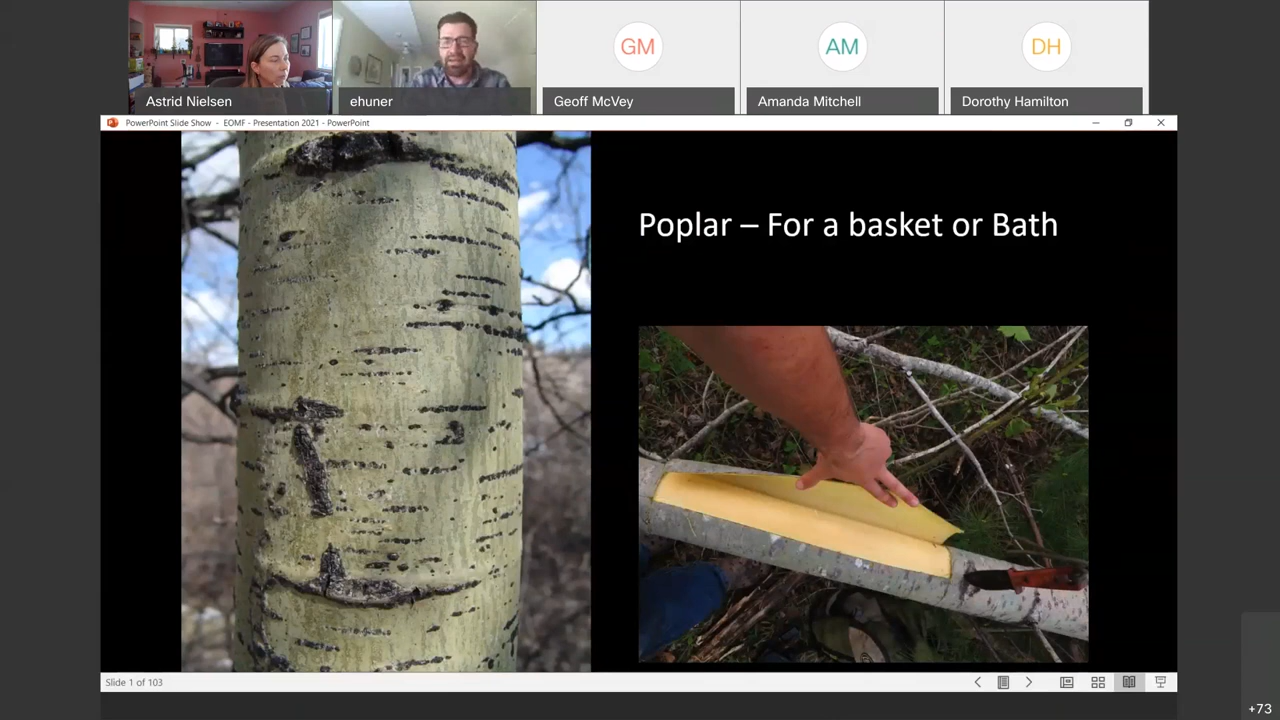 GM
AM
DH
Astrid Nielsen
ehuner
Geoff McVey
Amanda Mitchell
Dorothy Hamilton
PowerPoint Slide Show - EOMF - Presentation 2021 - PowerPoint
Poplar – For a basket or Bath
Slide 1 of 103
+73